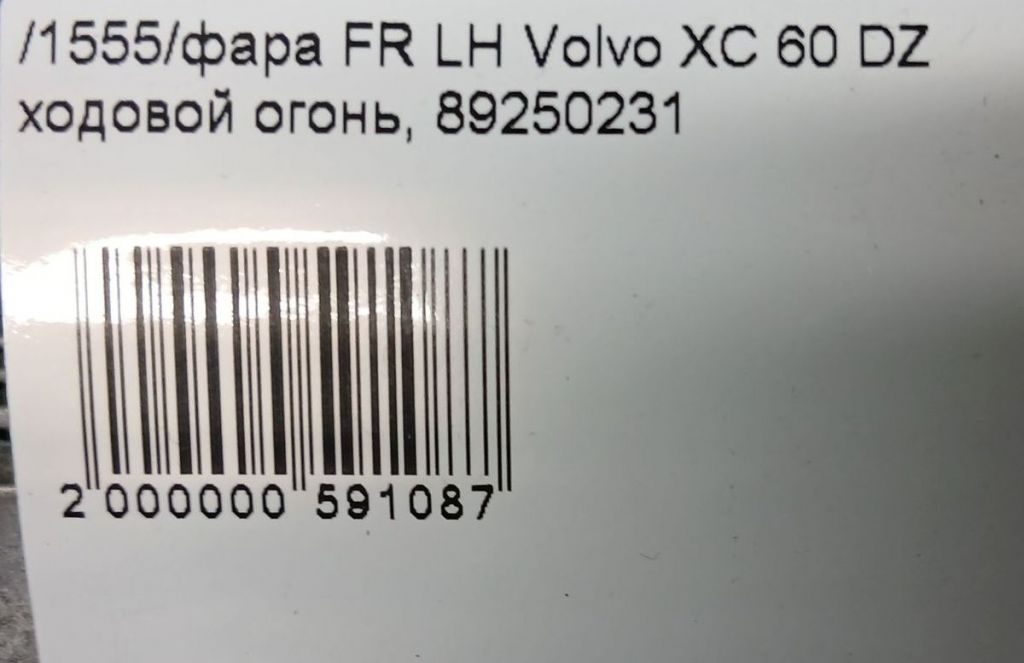 /1555/фара FR LH Volvo XC 60 DZ
ходовой огонь, 89250231
2 000000 591087